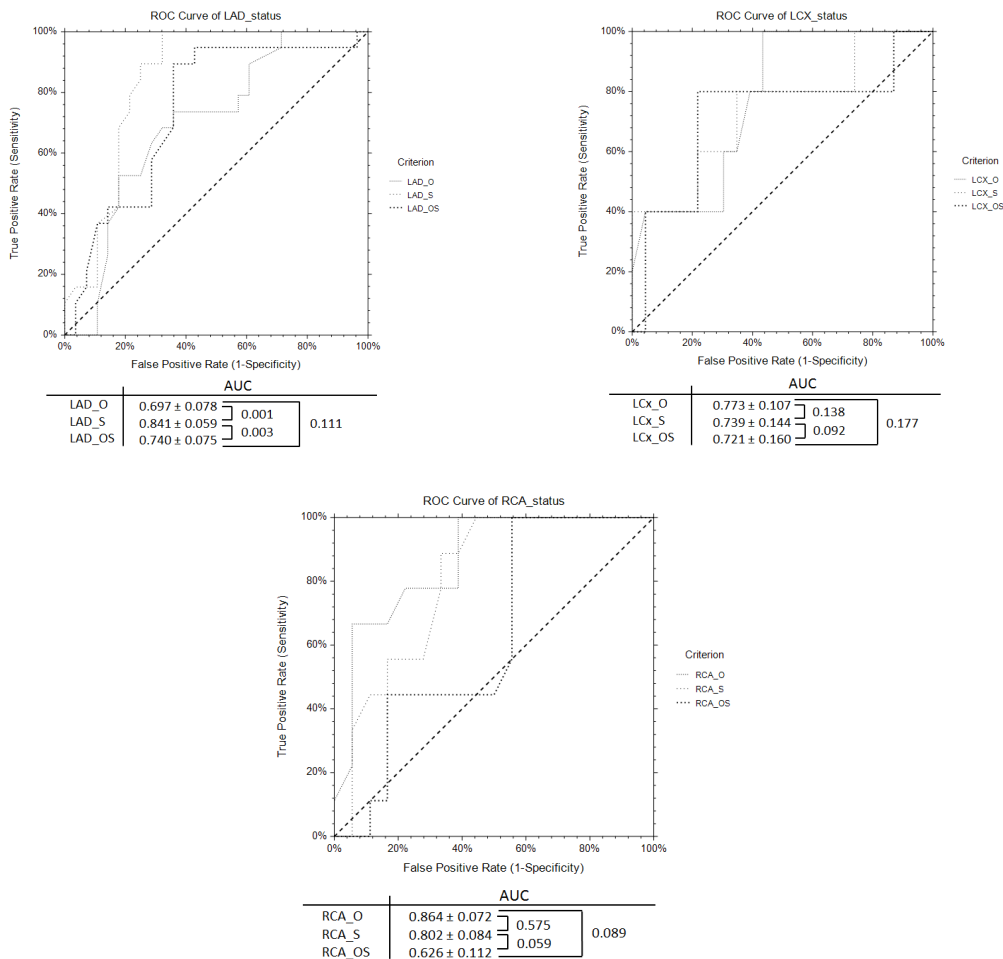 ROC Curve of LAD_status
True Positive Rate (Sensitivity)
100%
80%
60%
40%
20%
0%
0% 20% 40% 60% 80% 100%
False Positive Rate (1-Specificity)
Criterion
LAD_O
LAD_S
LAD_OS
AUC
LAD_O 0.697 ± 0.078
LAD_S 0.841 ± 0.059
LAD_OS 0.740 ± 0.075
0.001
0.003
0.111
ROC Curve of LCX_status
True Positive Rate (Sensitivity)
100%
80%
60%
40%
20%
0%
0% 20% 40% 60% 80% 100%
False Positive Rate (1-Specificity)
Criterion
LCX_O
LCX_S
LCX_OS
AUC
LCx_O 0.773 ± 0.107
LCx_S 0.739 ± 0.144
LCx_OS 0.721 ± 0.160
0.138
0.092
0.177
ROC Curve of RCA_status
True Positive Rate (Sensitivity)
100%
80%
60%
40%
20%
0%
0% 20% 40% 60% 80% 100%
False Positive Rate (1-Specificity)
Criterion
RCA_O
RCA_S
RCA_OS
AUC
RCA_O 0.864 ± 0.072
RCA_S 0.802 ± 0.084
RCA_OS 0.626 ± 0.112
0.575
0.059
0.089